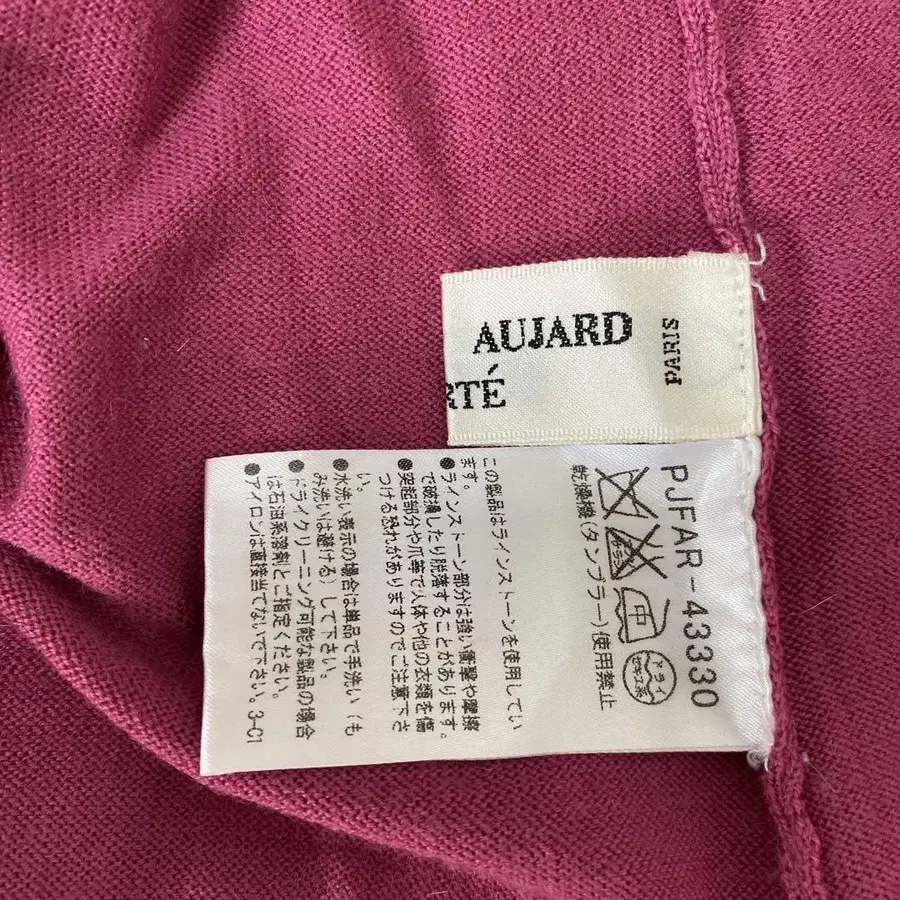 AUJARD
RTÉ
PARIS
PJFAR-43330
ドライ
セキユ系
乾燥機(タンブラー)使用禁止
この製品はラインストーンを使用してい
ます。
●ラインストーン部分は強い衝撃や摩擦
で破損したり脱落することがあります。
●突起部分や爪等で人体や他の衣類を傷
つける恐れがありますのでご注意下さ
い。
●水洗い表示の場合は単品で手洗い(も
み洗いは避ける)して下さい。
●ドライクリーニング可能な製品の場合
は石油系溶剤とご指定ください。
●アイロンは直接当てないで下さい。3-C1